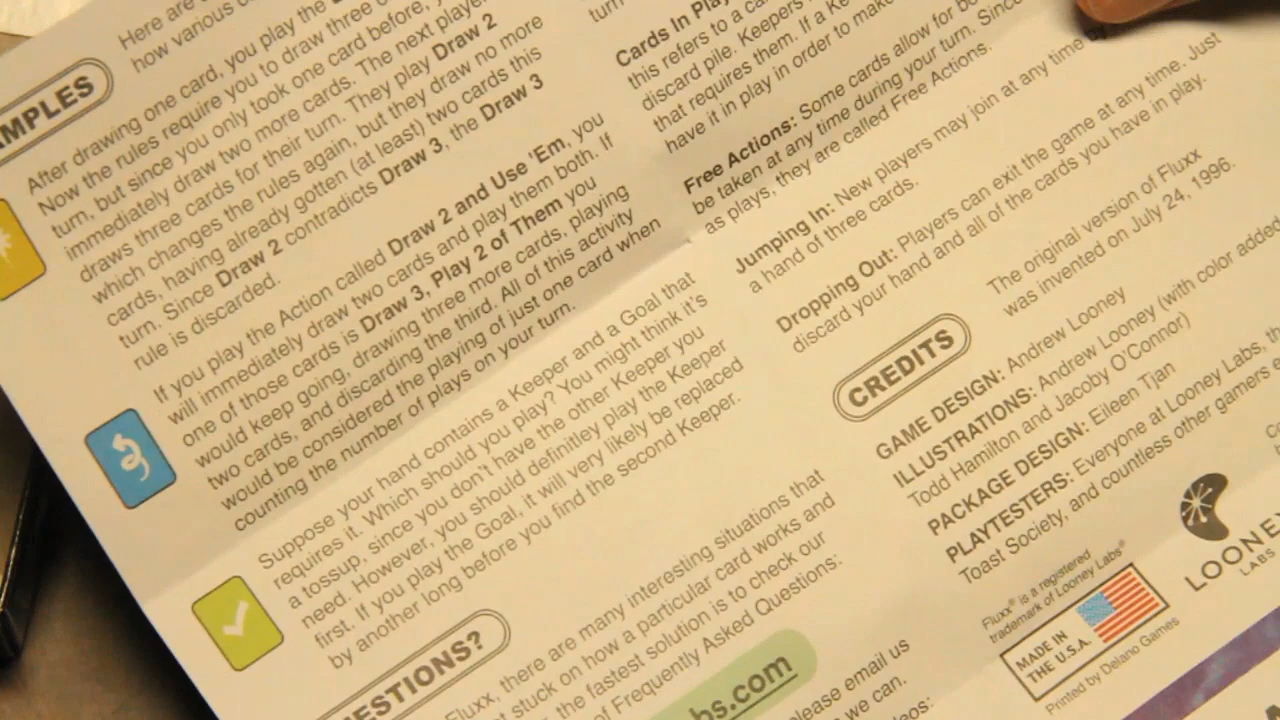 Here are
how various
AMPLES
After drawing one card, you play the
Now the rules require you to draw three
turn, but since you only took one card before,
immediately draw two more cards. The next player
draws three cards for their turn. They play Draw 2
which changes the rules again, but they draw no more
cards, having already gotten (at least) two cards this
turn. Since Draw 2 contradicts Draw 3, the Draw 3
rule is discarded.
If you play the Action called Draw 2 and Use 'Em, you
will immediately draw two cards and play them both. If
one of those cards is Draw 3, Play 2 of Them you
would keep going, drawing three more cards, playing
two cards, and discarding the third. All of this activity
would be considered the playing of just one card when
counting the number of plays on your turn.
Suppose your hand contains a Keeper and a Goal that
requires it. Which should you play? You might think it's
a tossup, since you don't have the other Keeper you
need. However, you should definitley play the Keeper
first. If you play the Goal, it will very likely be replaced
by another long before you find the second Keeper.
ESTIONS?
Fluxx, there are many interesting situations that
t stuck on how a particular card works and
, the fastest solution is to check our
of Frequently Asked Questions:
bs.com
please email us
we can.
eos:
turn
Cards In Play
this refers to a
discard pile. Keepers
that requires them. If a
have it in play in order to make
Free Actions: Some cards allow for
be taken at any time during your turn. Since
as plays, they are called Free Actions.
Jumping In: New players may join at any time
a hand of three cards.
Dropping Out: Players can exit the game at any time. Just
discard your hand and all of the cards you have in play.
The original version of Fluxx
was invented on July 24, 1996.
CREDITS
GAME DESIGN: Andrew Looney
ILLUSTRATIONS: Andrew Looney (with color added
Todd Hamilton and Jacoby O'Connor)
PACKAGE DESIGN: Eileen Tjan
PLAYTESTERS: Everyone at Looney Labs, the
Toast Society, and countless other gamers
Fluxx® is a registered
trademark of Looney Labs®
MADE IN
THE U.S.A.
Printed by Delano Games
LOONEY
LABS